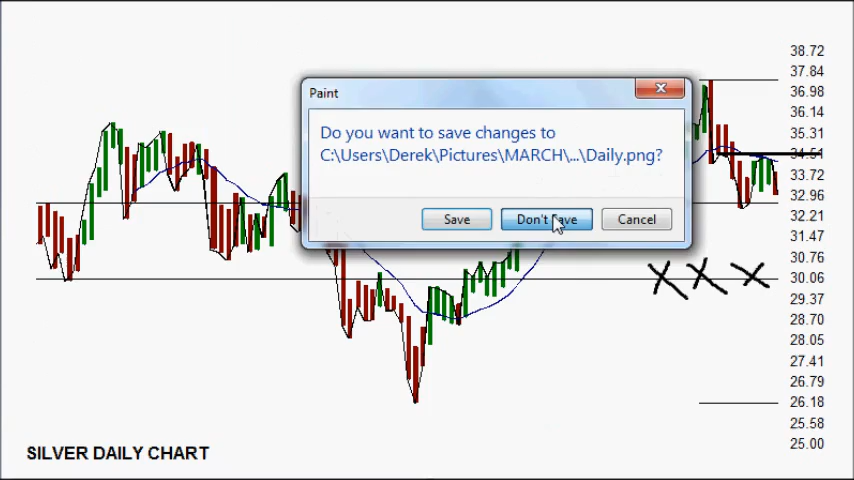 38.72
37.84
Paint
36.98
36.14
Do you want to save changes to
35.31
C:\Users\Derek\Pictures\MARCH\...\Daily.png?
34.54
33.72
32.96
Save
Don't Save
Cancel
32.21
31.47
30.76
XXX
30.06
29.37
28.70
28.05
27.41
26.79
26.18
25.58
25.00
SILVER DAILY CHART